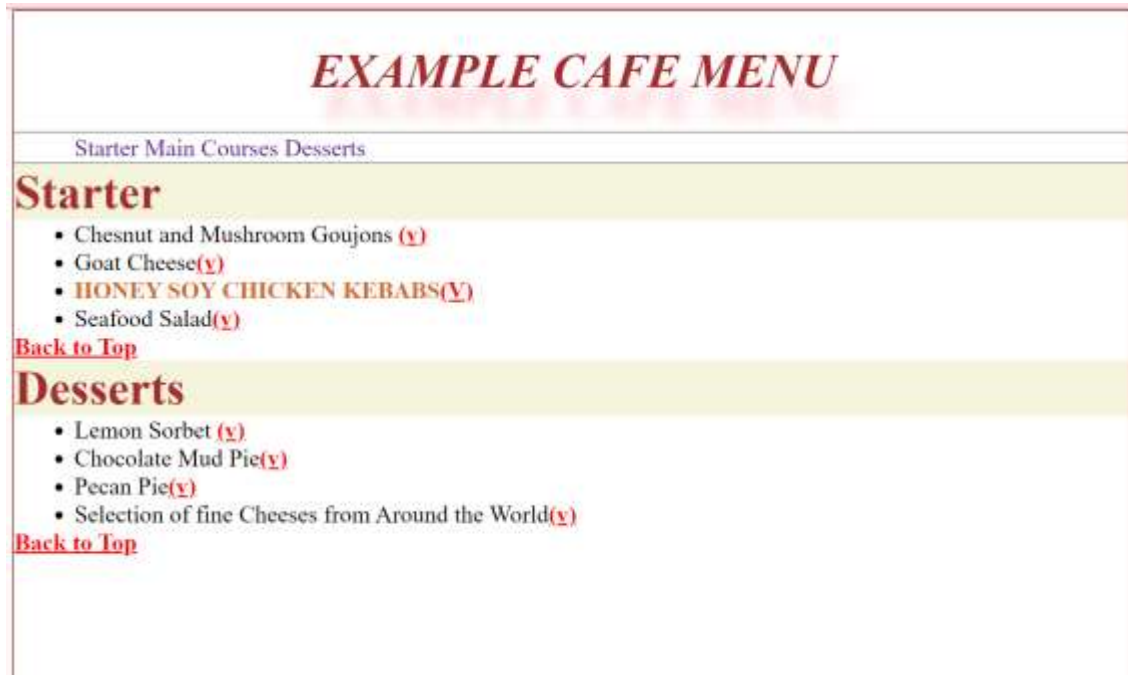 EXAMPLE CAFE MENU
Starter Main Courses Desserts
Starter
Chesnut and Mushroom Goujons (v)
Goat Cheese(v)
HONEY SOY CHICKEN KEBABS(V)
Seafood Salad(v)
Back to Top
Desserts
Lemon Sorbet (v)
Chocolate Mud Pie(v)
Pecan Pie(v)
Selection of fine Cheeses from Around the World(v)
Back to Top